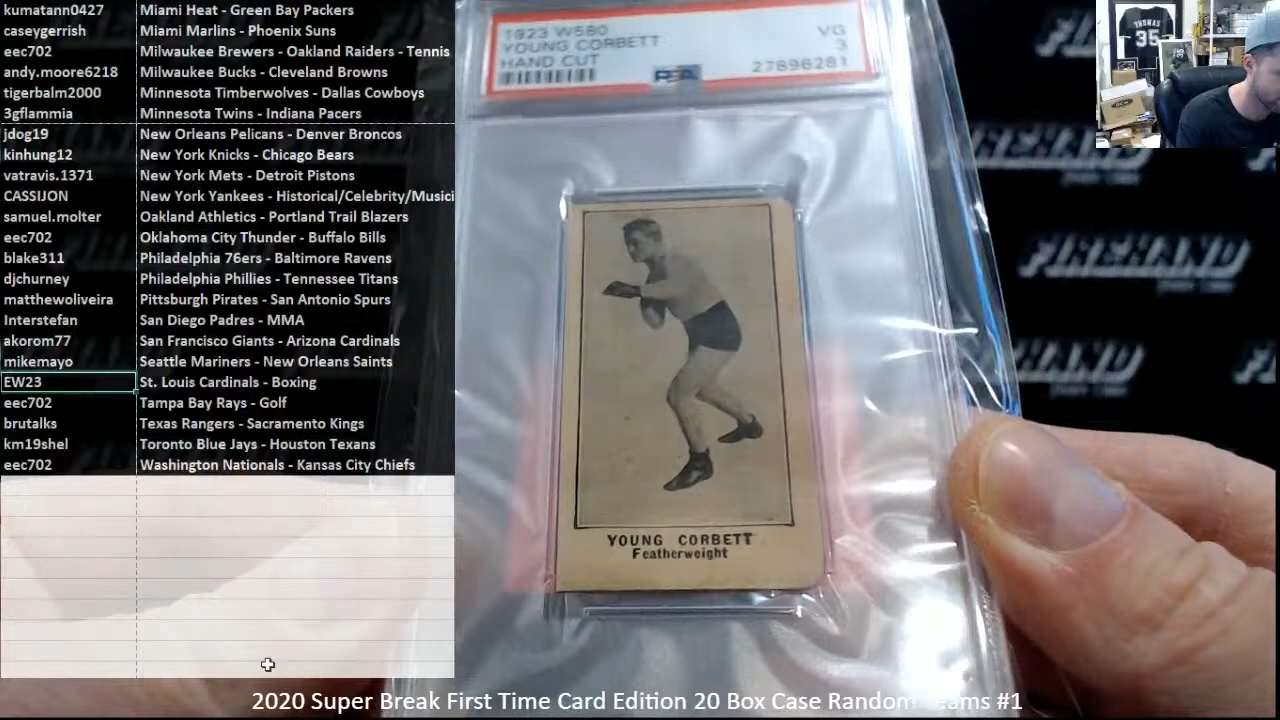 kumatann0427 Miami Heat - Green Bay Packers
caseygerrish Miami Marlins - Phoenix Suns
eec702 Milwaukee Brewers - Oakland Raiders - Tennis
andy.moore6218 Milwaukee Bucks - Cleveland Browns
tigerbalm2000 Minnesota Timberwolves - Dallas Cowboys
3gflammia Minnesota Twins - Indiana Pacers
jdog19 New Orleans Pelicans - Denver Broncos
kinhung12 New York Knicks - Chicago Bears
vatravis.1371 New York Mets - Detroit Pistons
CASSIJON New York Yankees - Historical/Celebrity/Musici
samuel.molter Oakland Athletics - Portland Trail Blazers
eec702 Oklahoma City Thunder - Buffalo Bills
blake311 Philadelphia 76ers - Baltimore Ravens
djchurney Philadelphia Phillies - Tennessee Titans
matthewoliveira Pittsburgh Pirates - San Antonio Spurs
Interstefan San Diego Padres - MMA
akorom77 San Francisco Giants - Arizona Cardinals
mikemayo Seattle Mariners - New Orleans Saints
EW23 St. Louis Cardinals - Boxing
eec702 Tampa Bay Rays - Golf
brutalks Texas Rangers - Sacramento Kings
km19shel Toronto Blue Jays - Houston Texans
eec702 Washington Nationals - Kansas City Chiefs
1923 W580
YOUNG CORBETT VG
HAND CUT 3
PSA 27896281
YOUNG CORBETT
Featherweight
THOMAS
35
FIREHAND
FIREHAND
FIREHAND
2020 Super Break First Time Card Edition 20 Box Case Random Teams #1